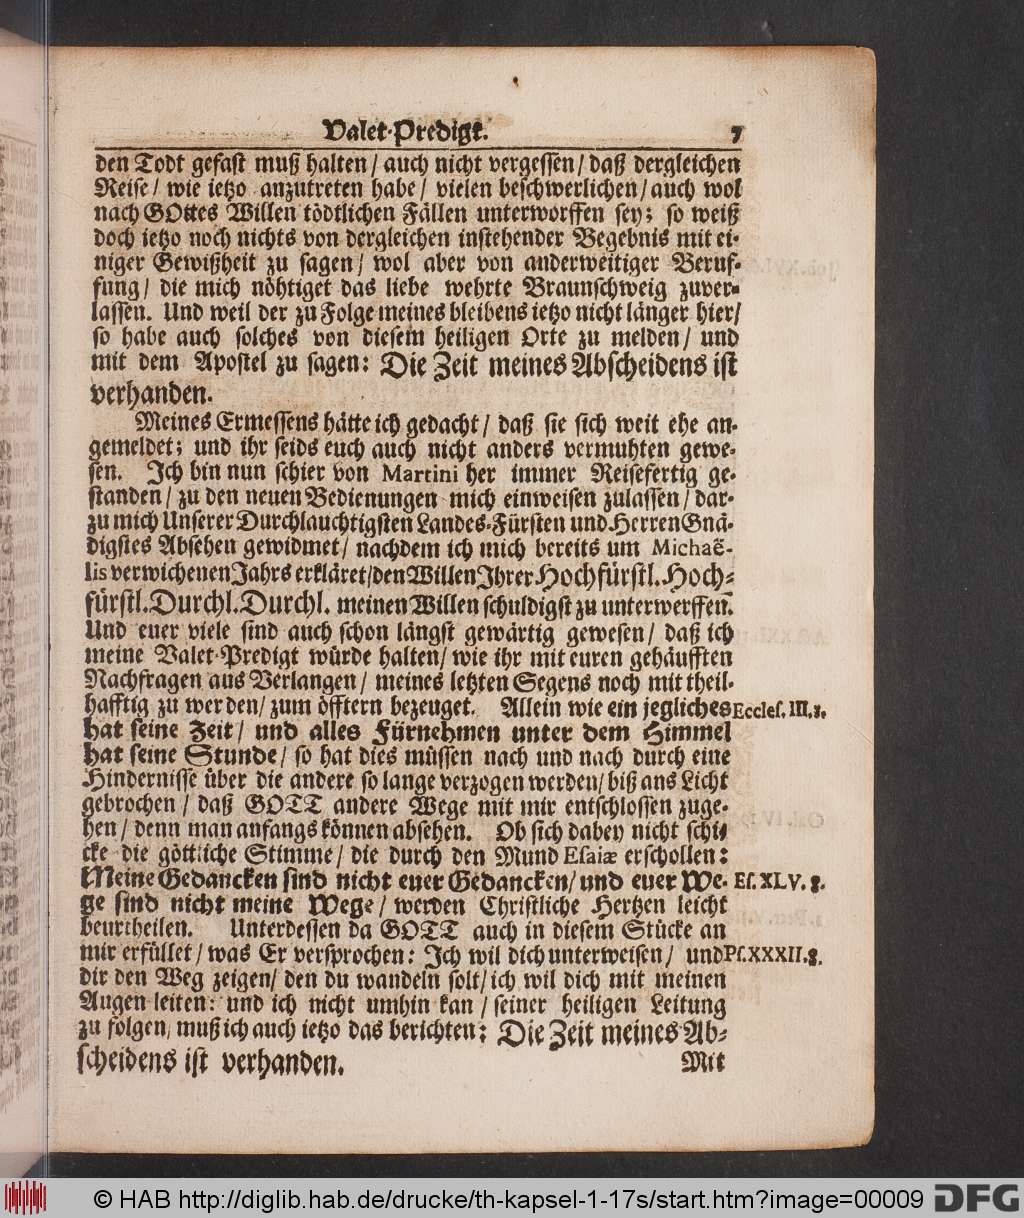 Valet-Predigt. 7
den Todt gefast muß halten / auch nicht vergessen / daß dergleichen
Reise / wie ietzo anzutreten habe / vielen beschwerlichen / auch wol
nach GOttes Willen tödtlichen Fällen unterworffen sey; so weiß
doch ietzo noch nichts von dergleichen instehender Begebnis mit ei-
niger Gewißheit zu sagen / wol aber von anderweitiger Beruf-
fung / die mich nöhtiget das liebe wehrte Braunschweig zuver-
lassen. Und weil der zu Folge meines bleibens ietzo nicht länger hier /
so habe auch solches von diesem heiligen Orte zu melden / und
mit dem Apostel zu sagen: Die Zeit meines Abscheidens ist
verhanden.
Meines Ermessens hätte ich gedacht / daß sie sich weit ehe an-
gemeldet; und ihr seids euch auch nicht anders vermuhten gewe-
sen. Ich bin nun schier von Martini her immer Reisefertig ge-
standen / zu den neuen Bedienungen mich einweisen zulassen / dar-
zu mich Unserer Durchlauchtigsten Landes-Fürsten und Herren Gnä-
digstes Absehen gewidmet / nachdem ich mich bereits um Michaë-
lis verwichenen Jahrs erkläret / den Willen Ihrer Hochfürstl. Hoch-
fürstl. Durchl. Durchl. meinen Willen schuldigst zu unterwerffen.
Und euer viele sind auch schon längst gewärtig gewesen / daß ich
meine Valet-Predigt würde halten / wie ihr mit euren gehäufften
Nachfragen aus Verlangen / meines letzten Segens noch mit theil-
hafftig zu werden / zum öfftern bezeuget. Allein wie ein jegliches Eccles. III. 1.
hat seine Zeit / und alles Fürnehmen unter dem Himmel
hat seine Stunde / so hat dies müssen nach und nach durch eine
Hindernisse über die andere so lange verzogen werden / biß ans Licht
gebrochen / daß GOTT andere Wege mit mir entschlossen zuge-
hen / denn man anfangs können absehen. Ob sich dabey nicht schi-
cke die göttliche Stimme / die durch den Mund Esaiæ erschollen:
Meine Gedancken sind nicht euer Gedancken / und euer We- Es. XLV. 8.
ge sind nicht meine Wege / werden Christliche Hertzen leicht
beurtheilen. Unterdessen da GOTT auch in diesem Stücke an
mir erfüllet / was Er versprochen: Ich wil dich unterweisen / und Ps. XXXII. 8.
dir den Weg zeigen / den du wandeln solt / ich wil dich mit meinen
Augen leiten: und ich nicht umhin kan / seiner heiligen Leitung
zu folgen, muß ich auch ietzo das berichten: Die Zeit meines Ab-
scheidens ist verhanden. Mit
© HAB http://diglib.hab.de/drucke/th-kapsel-1-17s/start.htm?image=00009 DFG